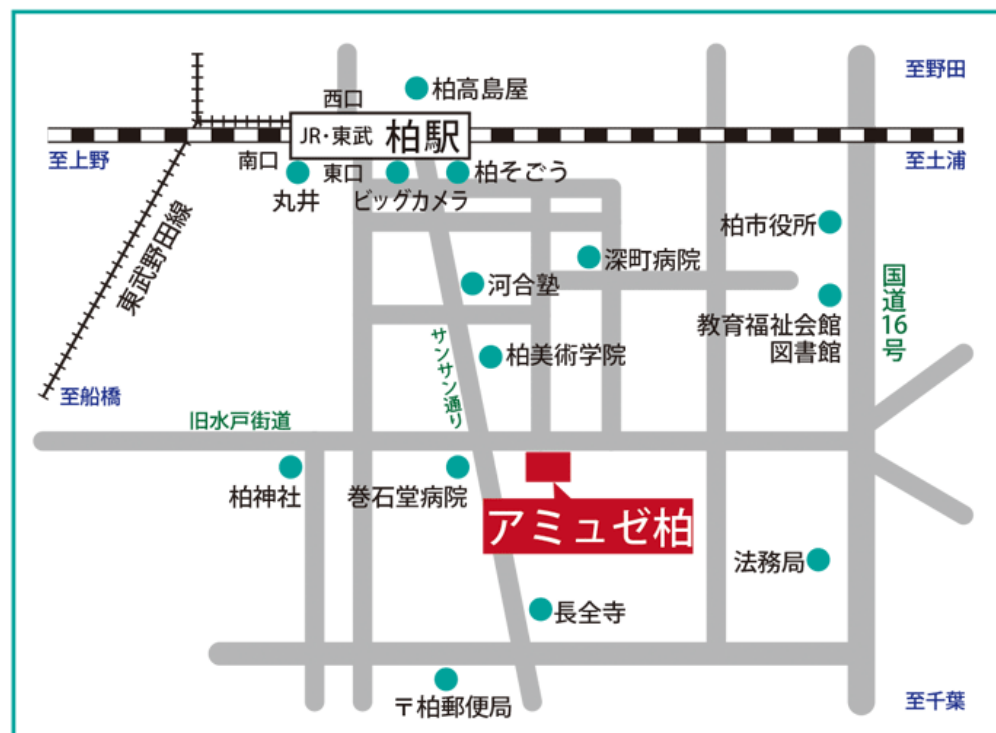 至野田
柏高島屋
西口
JR・東武 柏駅
至上野
南口
東口
至土浦
丸井
ビッグカメラ
柏そごう
東武野田線
柏市役所
深町病院
河合塾
国道16号
教育福祉会館
図書館
サンサン通り
柏美術学院
至船橋
旧水戸街道
柏神社
巻石堂病院
アミュゼ柏
法務局
長全寺
〒柏郵便局
至千葉